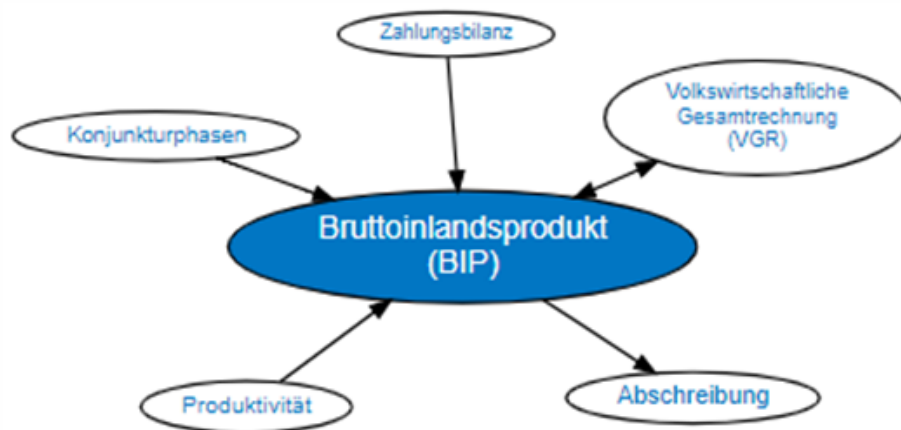 Zahlungsbilanz
Volkswirtschaftliche
Gesamtrechnung
(VGR)
Konjunkturphasen
Bruttoinlandsprodukt
(BIP)
Produktivität
Abschreibung